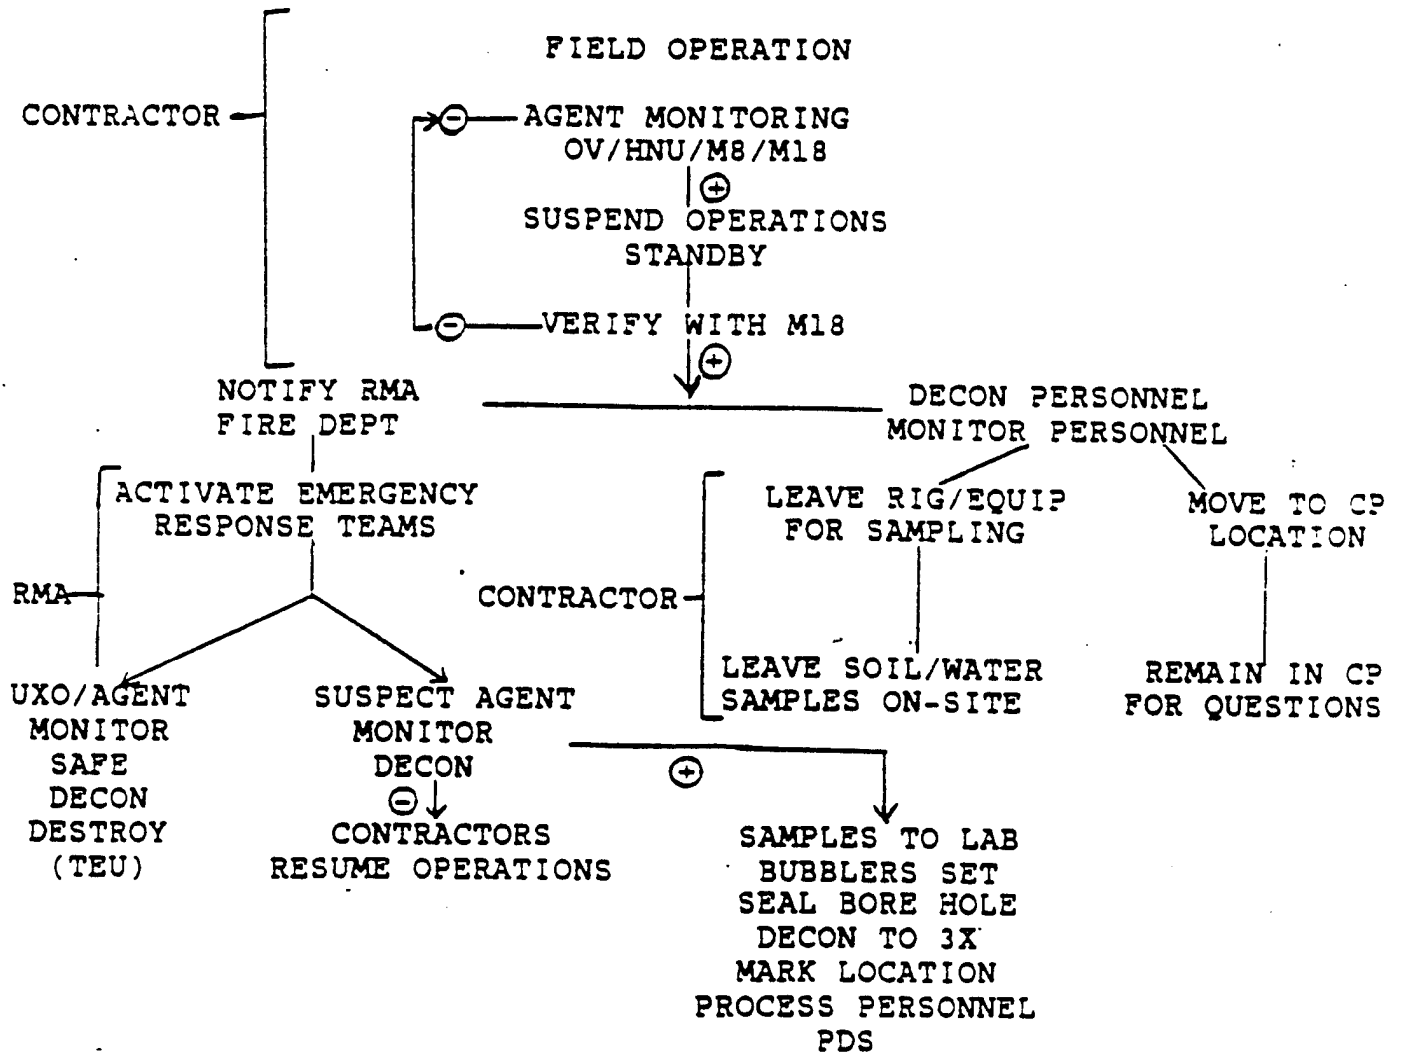 FIELD OPERATION
CONTRACTOR
AGENT MONITORING
OV/HNU/M8/M18
SUSPEND OPERATIONS
STANDBY
VERIFY WITH M18
NOTIFY RMA
FIRE DEPT
DECON PERSONNEL
MONITOR PERSONNEL
ACTIVATE EMERGENCY
RESPONSE TEAMS
LEAVE RIG/EQUIP
FOR SAMPLING
MOVE TO CP
LOCATION
RMA
CONTRACTOR
UXO/AGENT
MONITOR
SAFE
DECON
DESTROY
(TEU)
SUSPECT AGENT
MONITOR
DECON
CONTRACTORS
RESUME OPERATIONS
LEAVE SOIL/WATER
SAMPLES ON-SITE
REMAIN IN CP
FOR QUESTIONS
SAMPLES TO LAB
BUBBLERS SET
SEAL BORE HOLE
DECON TO 3X
MARK LOCATION
PROCESS PERSONNEL
PDS